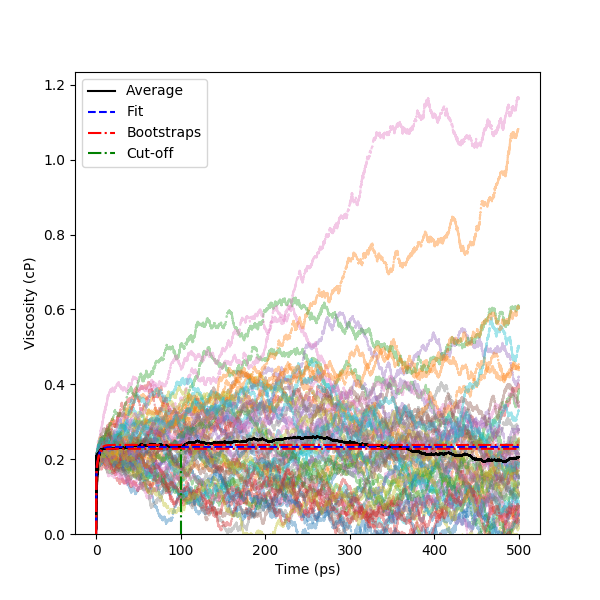 Average
Fit
Bootstraps
Cut-off
Viscosity (cP)
1.2
1.0
0.8
0.6
0.4
0.2
0.0
0 100 200 300 400 500
Time (ps)